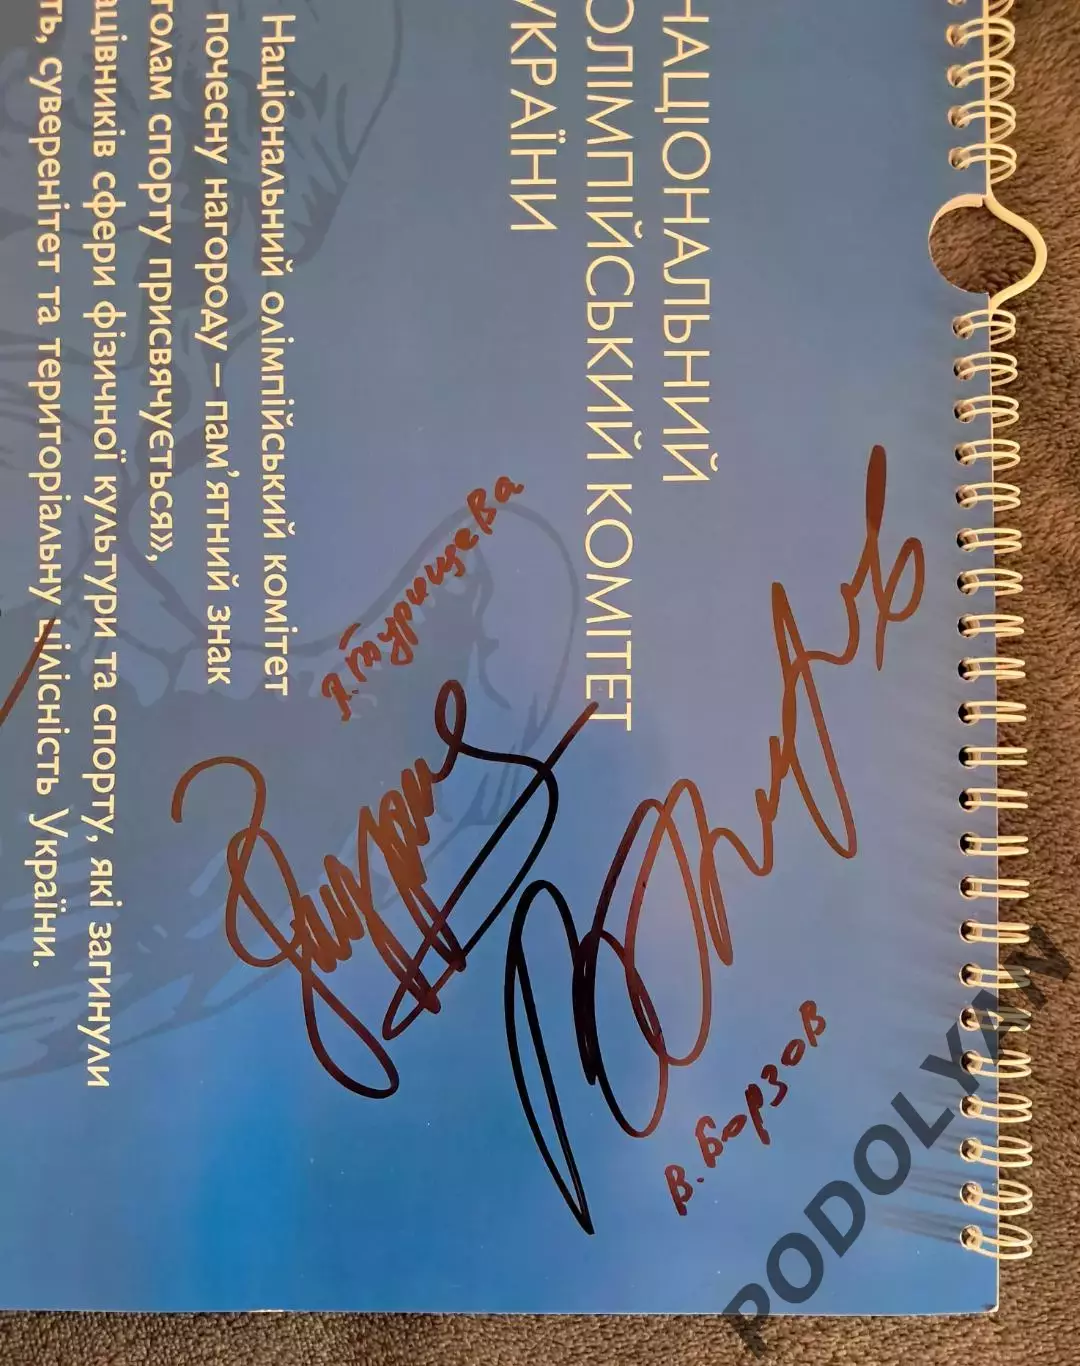 НАЦІОНАЛЬНИЙ
ОЛІМПІЙСЬКИЙ КОМІТЕТ
УКРАЇНИ
Національний олімпійський комітет
почесну нагороду – пам’ятний знак
голам спорту присвячується»,
ацівників сфери фізичної культури та спорту, які загинули
ть, суверенітет та територіальну цілісність України.
Л. Турищева
В. Борзов
PODOLYAN